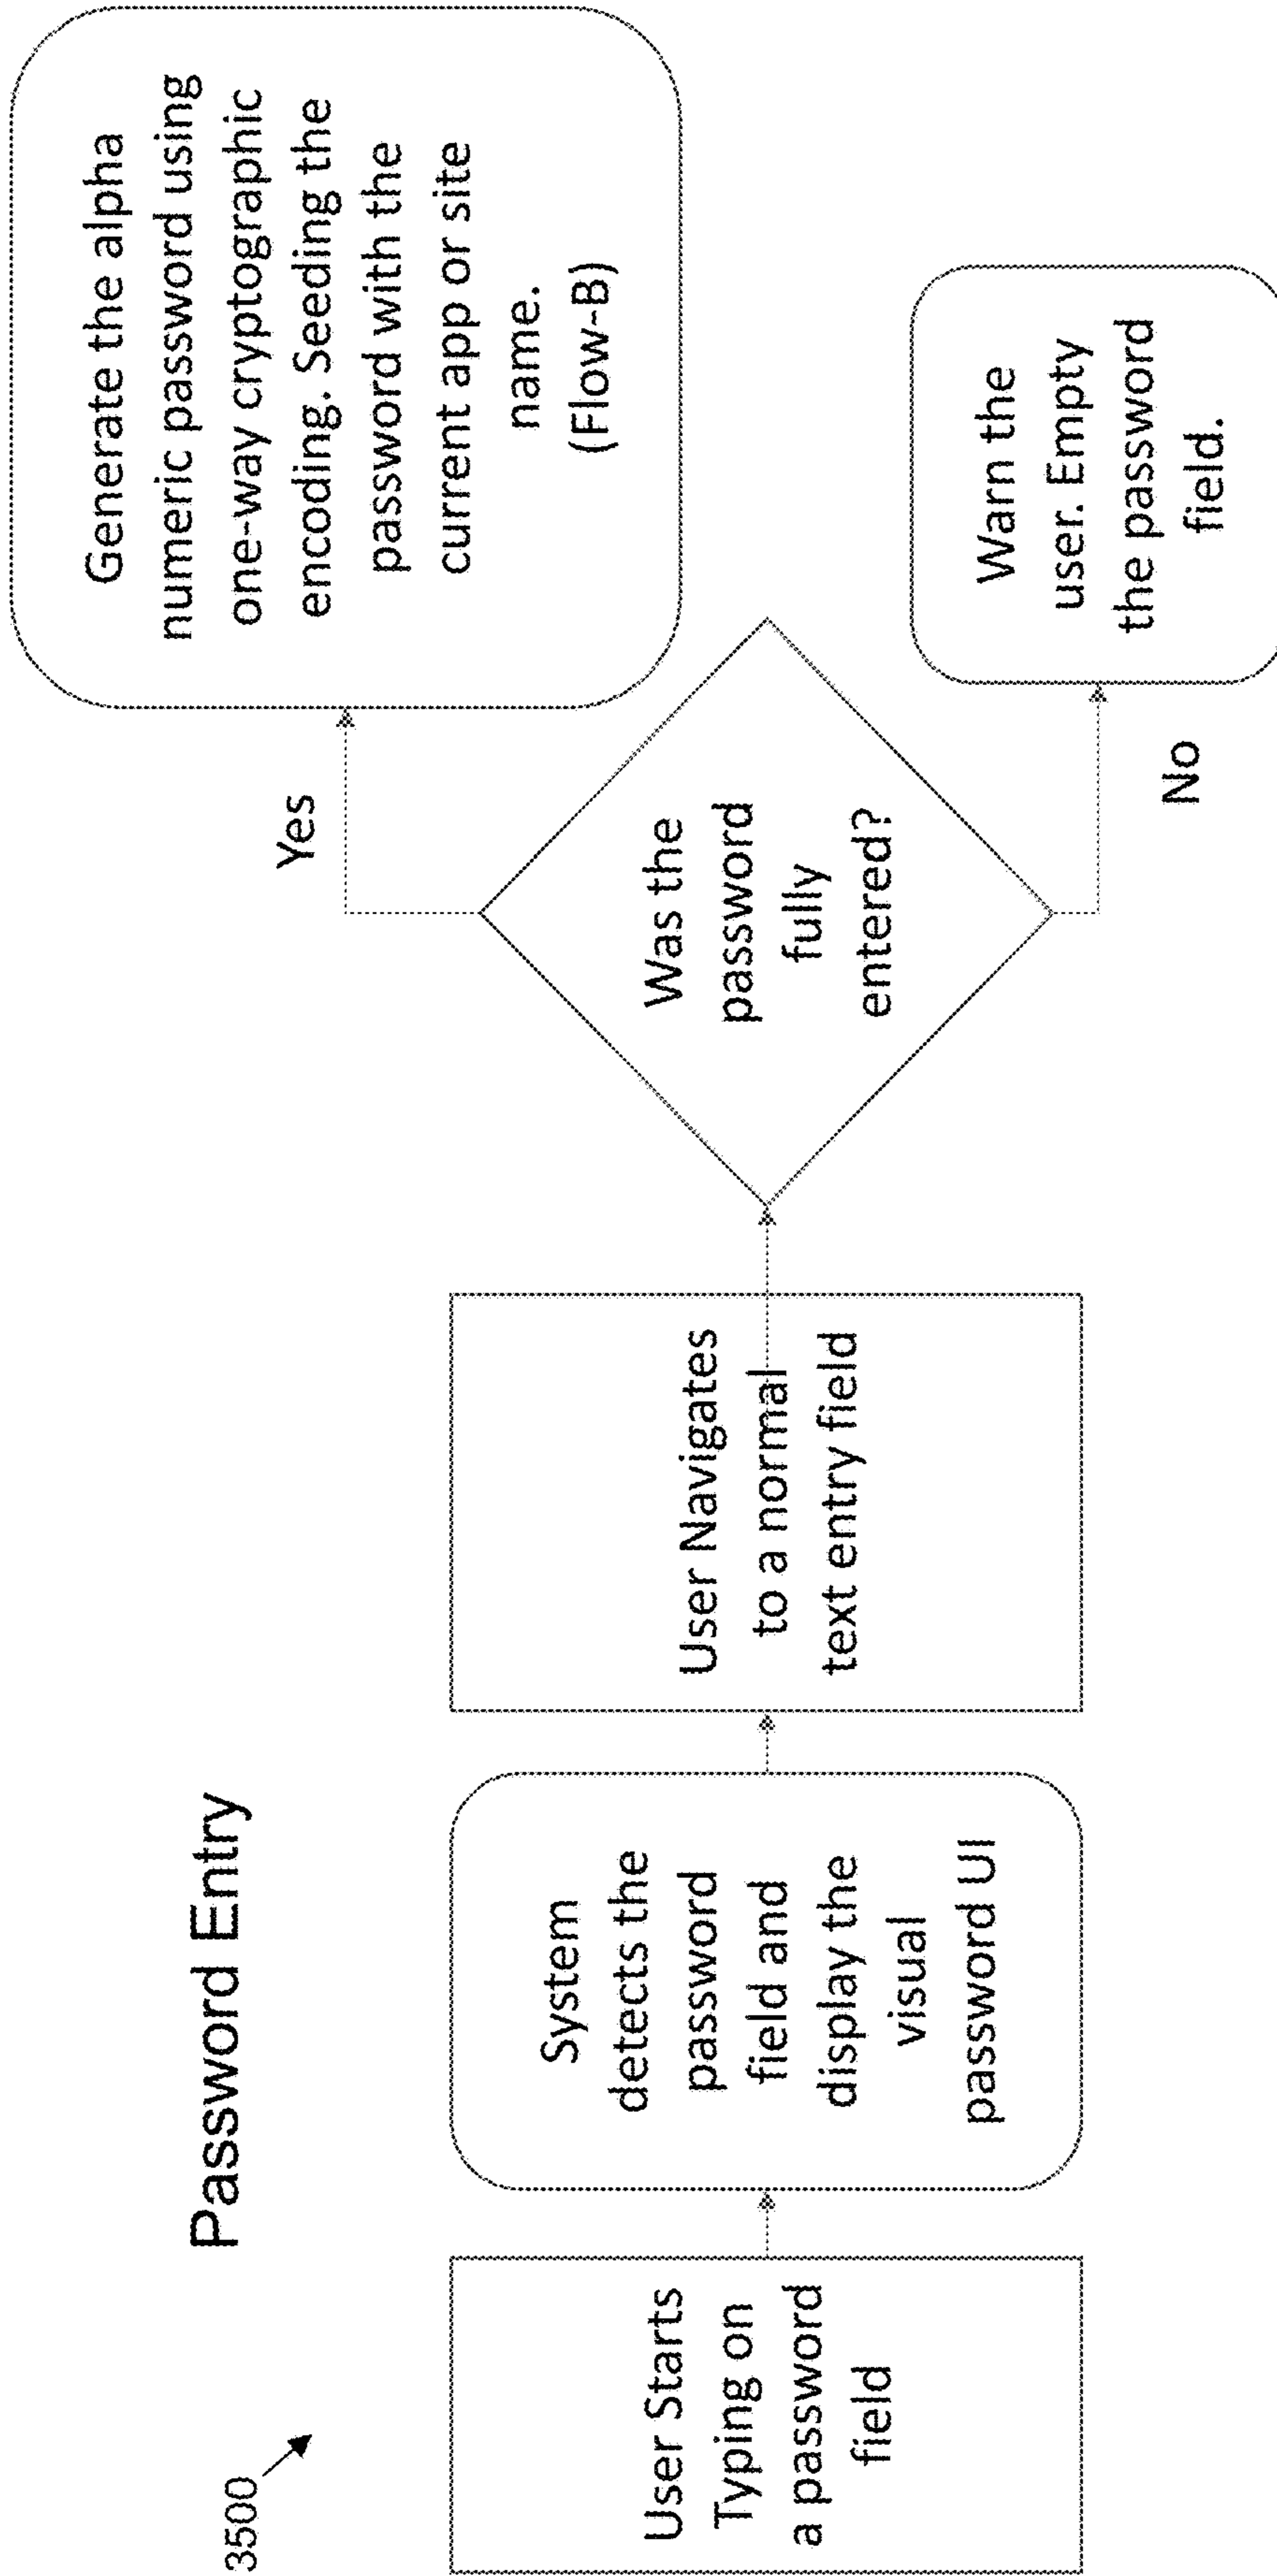 3500
Password Entry
User Starts
Typing on
a password
field
System
detects the
password
field and
display the
visual
password UI
User Navigates
to a normal
text entry field
Was the
password
fully
entered?
Yes
Generate the alpha
numeric password using
one-way cryptographic
encoding. Seeding the
password with the
current app or site
name.
(Flow-B)
No
Warn the
user. Empty
the password
field.